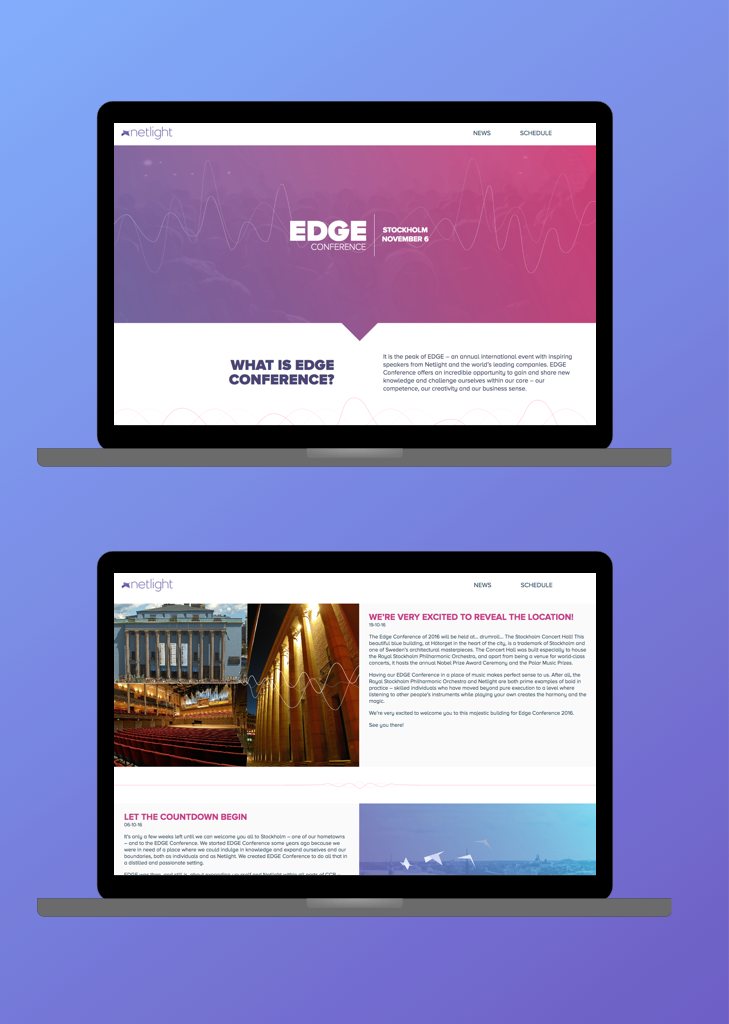 netlight
NEWS
SCHEDULE
EDGE
CONFERENCE
STOCKHOLM
NOVEMBER 6
WHAT IS EDGE
CONFERENCE?
It is the peak of EDGE – an annual international event with inspiring
speakers from Netlight and the world's leading companies. EDGE
Conference offers an incredible opportunity to gain and share new
knowledge and challenge ourselves within our core – our
competence, our creativity and our business sense.
netlight
NEWS
SCHEDULE
WE'RE VERY EXCITED TO REVEAL THE LOCATION!
19-10-16
The Edge Conference of 2016 will be held at... drumroll... The Stockholm Concert Hall! This
beautiful blue building, at Hötorget in the heart of the city, is a trademark of Stockholm and
one of Sweden's architectural masterpieces. The Concert Hall was built especially to house
the Royal Stockholm Philharmonic Orchestra, and apart from being a venue for world-class
concerts, it hosts the annual Nobel Prize Award Ceremony and the Polar Music Prizes.
Having our EDGE Conference in a place of music makes perfect sense to us. After all, the
Royal Stockholm Philharmonic Orchestra and Netlight are both prime examples of bold in
practice – skilled individuals who have moved beyond pure execution to a level where
listening to other people's instruments while playing your own creates the harmony and the
magic.
We're very excited to welcome you to this majestic building for Edge Conference 2016.
See you there!
LET THE COUNTDOWN BEGIN
06-10-16
It's only a few weeks left until we can welcome you all to Stockholm – one of our hometowns
– and to the EDGE Conference. We started EDGE Conference some years ago because we
were in need of a place where we could indulge in knowledge and expand ourselves and our
boundaries, both as individuals and as Netlight. We created EDGE Conference to do all that in
a distilled and passionate setting.